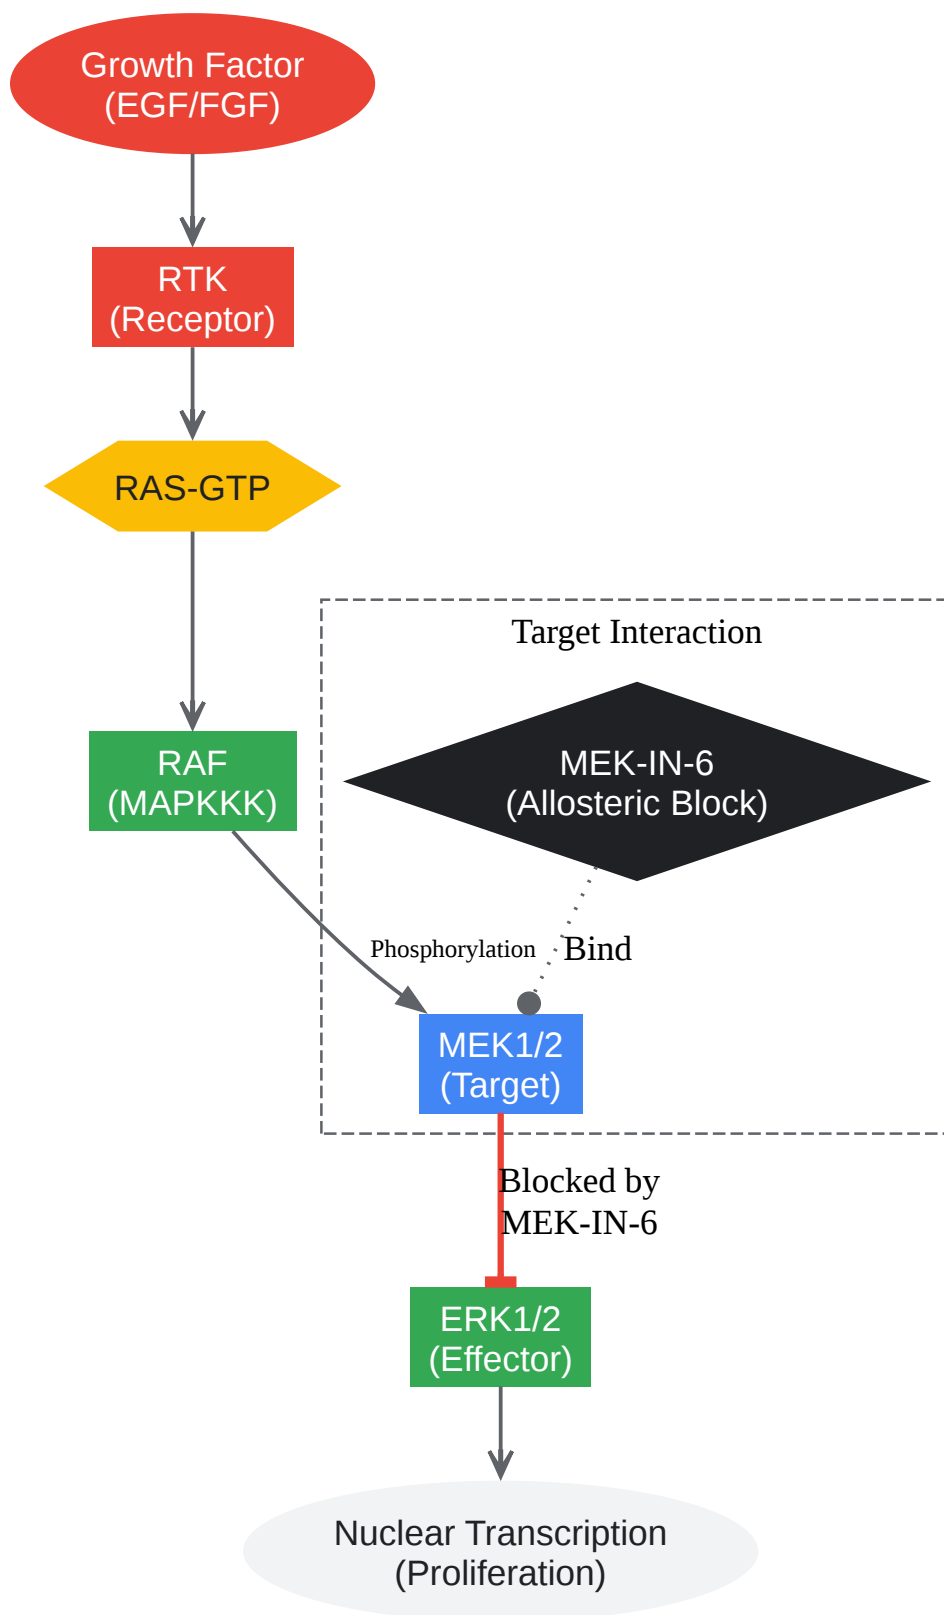 Growth Factor
(EGF/FGF)
RTK
(Receptor)
RAS-GTP
Target Interaction
RAF
(MAPKKK)
MEK-IN-6
(Allosteric Block)
Phosphorylation
Bind
MEK1/2
(Target)
Blocked by
MEK-IN-6
ERK1/2
(Effector)
Nuclear Transcription
(Proliferation)